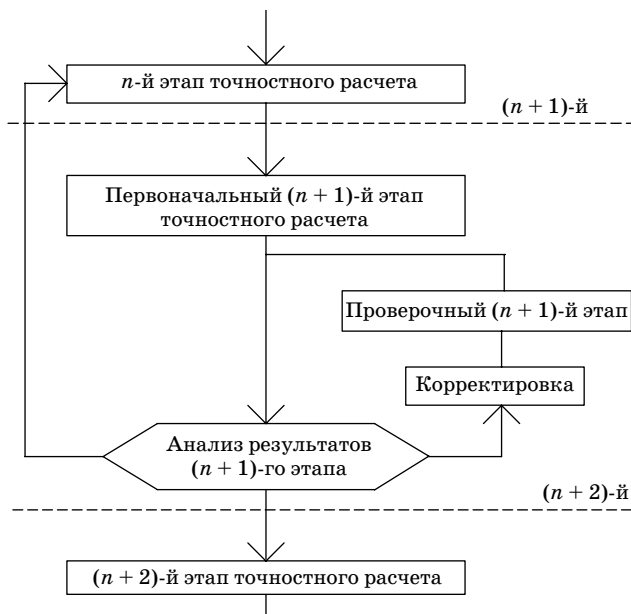 n-й этап точностного расчета
(n + 1)-й
Первоначальный (n + 1)-й этап
точностного расчета
Проверочный (n + 1)-й этап
Корректировка
Анализ результатов
(n + 1)-го этапа
(n + 2)-й
(n + 2)-й этап точностного расчета